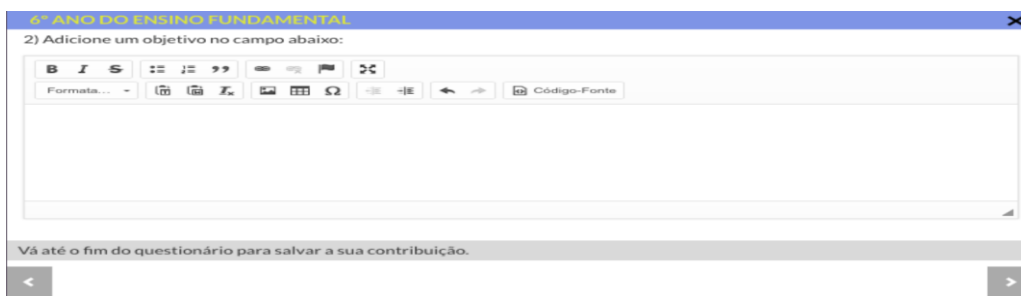 6º ANO DO ENSINO FUNDAMENTAL
2) Adicione um objetivo no campo abaixo:
B I S
Formata... Ω Código-Fonte
Vá até o fim do questionário para salvar a sua contribuição.
< >